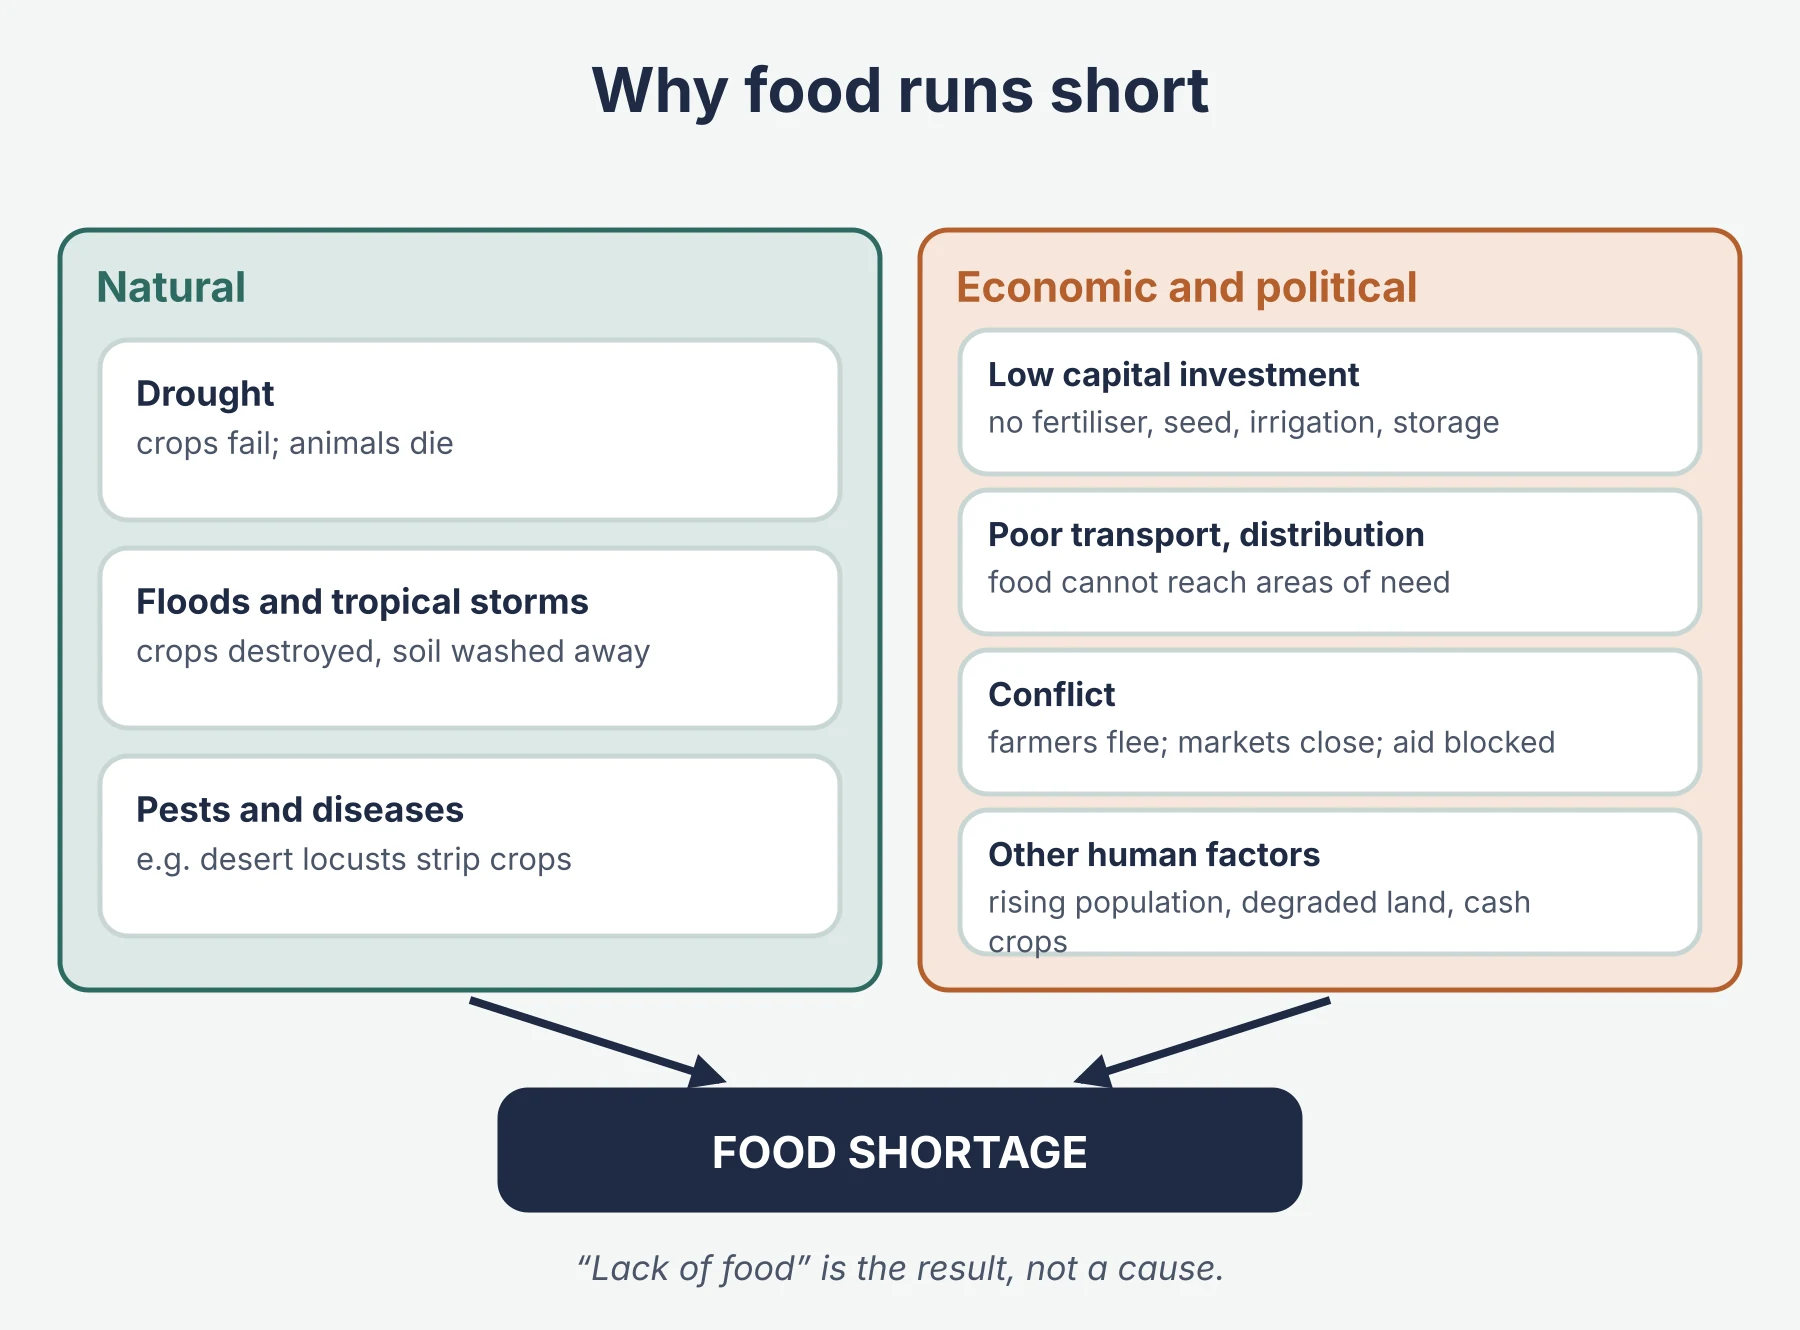 Why food runs short
Natural
Drought
crops fail; animals die
Floods and tropical storms
crops destroyed, soil washed away
Pests and diseases
e.g. desert locusts strip crops
Economic and political
Low capital investment
no fertiliser, seed, irrigation, storage
Poor transport, distribution
food cannot reach areas of need
Conflict
farmers flee; markets close; aid blocked
Other human factors
rising population, degraded land, cash
crops
FOOD SHORTAGE
“Lack of food” is the result, not a cause.